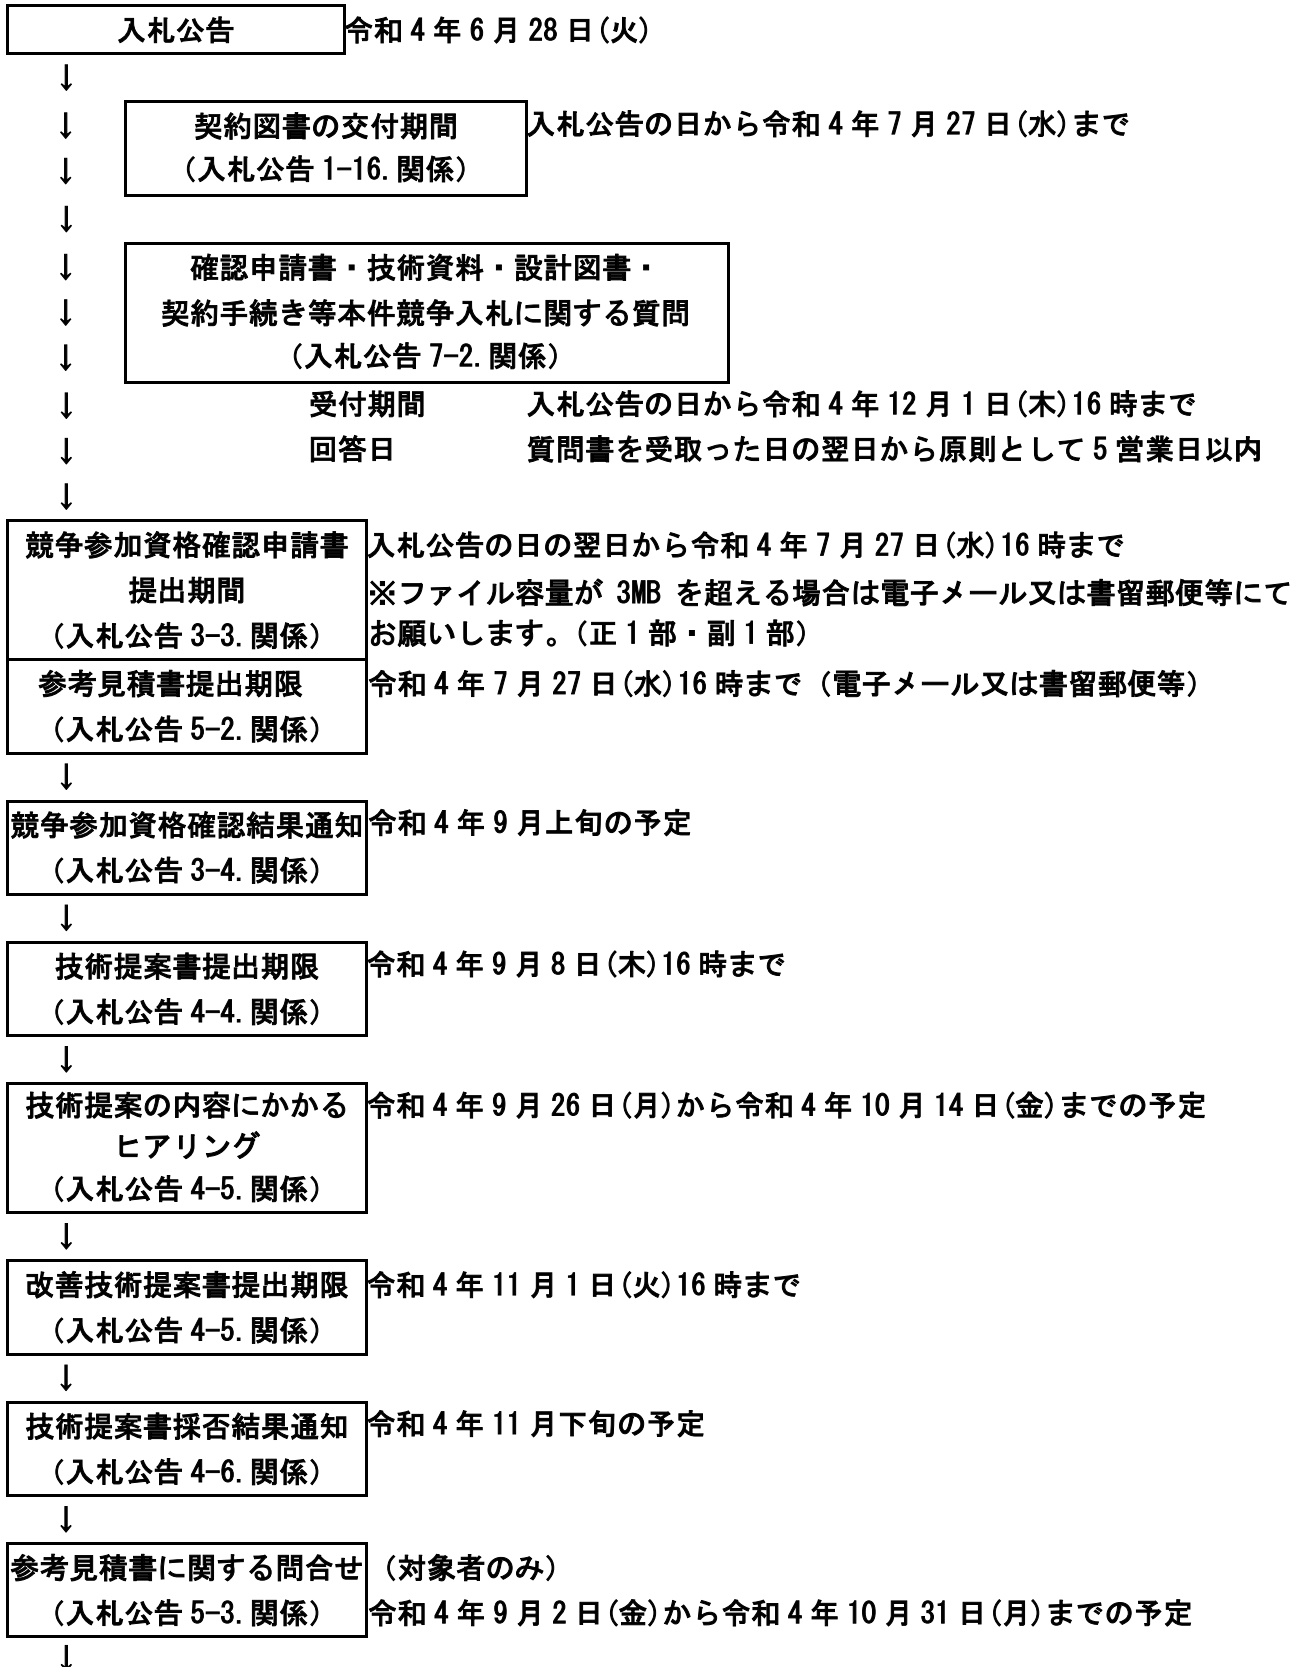 入札公告 令和4年6月28日(火)
↓
↓ 契約図書の交付期間 入札公告の日から令和4年7月27日(水)まで
↓ (入札公告1-16.関係)
↓
↓ 確認申請書・技術資料・設計図書・
↓ 契約手続き等本件競争入札に関する質問
↓ (入札公告7-2.関係)
↓ 受付期間 入札公告の日から令和4年12月1日(木)16時まで
↓ 回答日 質問書を受取った日の翌日から原則として5営業日以内
↓
競争参加資格確認申請書 入札公告の日の翌日から令和4年7月27日(水)16時まで
提出期間 ※ファイル容量が 3MB を超える場合は電子メール又は書留郵便等にて
(入札公告3-3.関係) お願いします。(正1部・副1部)
参考見積書提出期限 令和4年7月27日(水)16時まで(電子メール又は書留郵便等)
(入札公告5-2.関係)
↓
競争参加資格確認結果通知 令和4年9月上旬の予定
(入札公告3-4.関係)
↓
技術提案書提出期限 令和4年9月8日(木)16時まで
(入札公告4-4.関係)
↓
技術提案の内容にかかる 令和4年9月26日(月)から令和4年10月14日(金)までの予定
ヒアリング
(入札公告4-5.関係)
↓
改善技術提案書提出期限 令和4年11月1日(火)16時まで
(入札公告4-5.関係)
↓
技術提案書採否結果通知 令和4年11月下旬の予定
(入札公告4-6.関係)
↓
参考見積書に関する問合せ (対象者のみ)
(入札公告5-3.関係) 令和4年9月2日(金)から令和4年10月31日(月)までの予定
↓